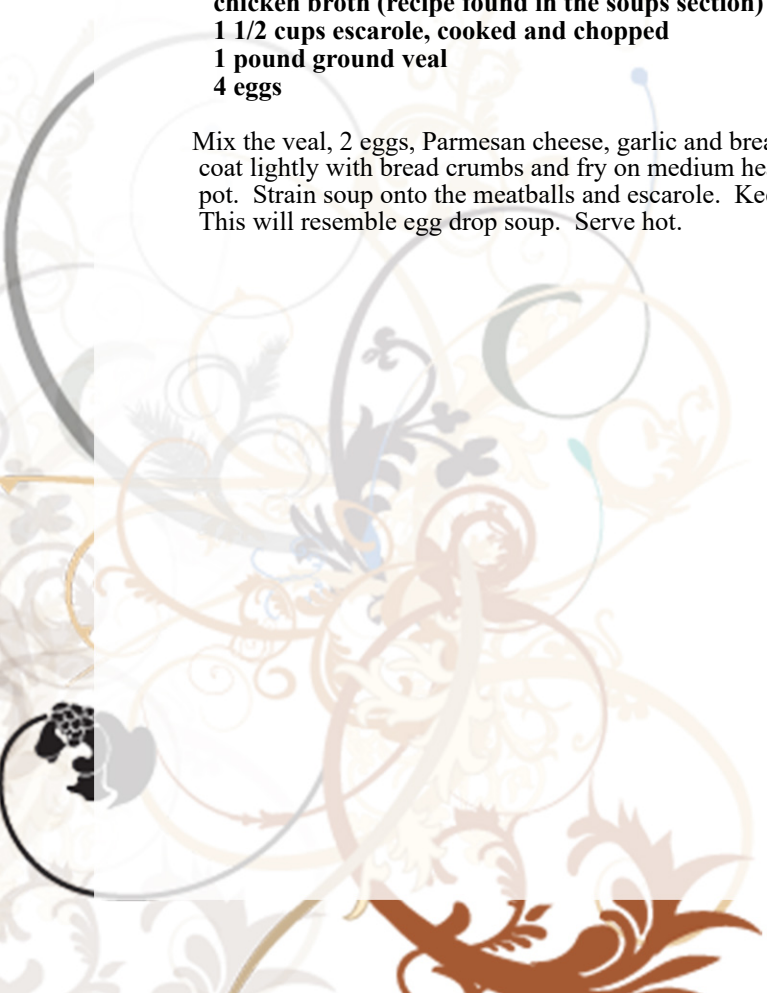 chicken broth (recipe found in the soups section)
1 1/2 cups escarole, cooked and chopped
1 pound ground veal
4 eggs
Mix the veal, 2 eggs, Parmesan cheese, garlic and brea
coat lightly with bread crumbs and fry on medium he
pot. Strain soup onto the meatballs and escarole. Kee
This will resemble egg drop soup. Serve hot.